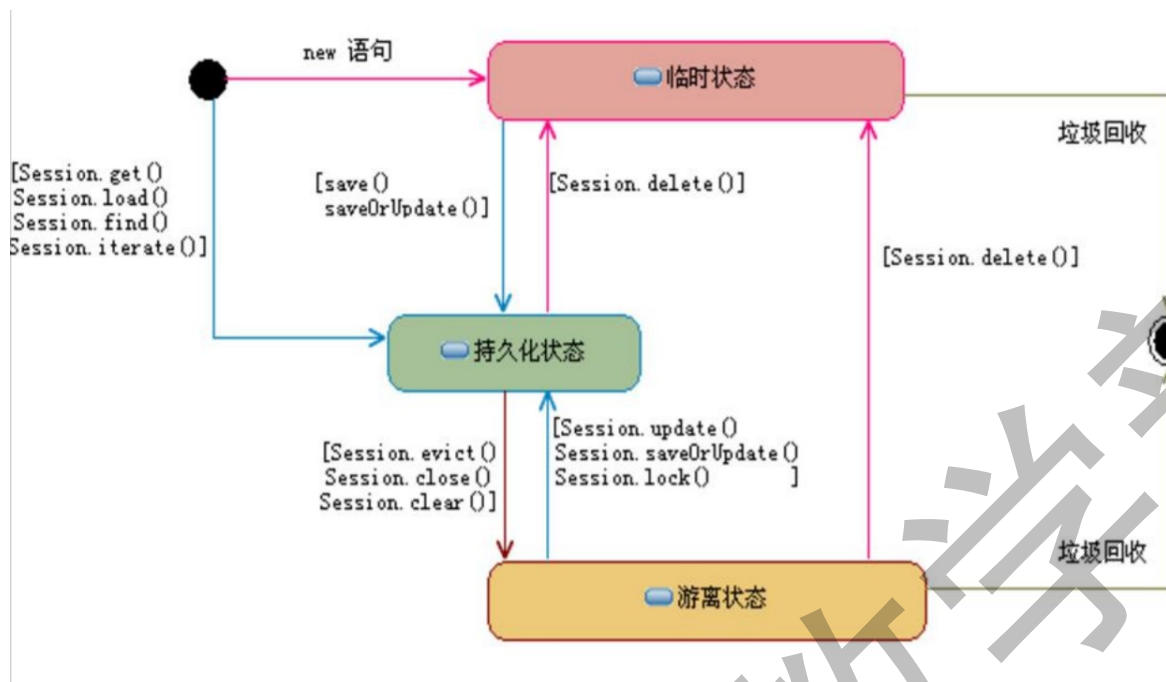 new 语句
临时状态
垃圾回收
[Session.get()
Session.load()
Session.find()
Session.iterate()]
[save()
saveOrUpdate()]
[Session.delete()]
[Session.delete()]
持久化状态
[Session.evict()
Session.close()
Session.clear()]
[Session.update()
Session.saveOrUpdate()
Session.lock() ]
垃圾回收
游离状态
学